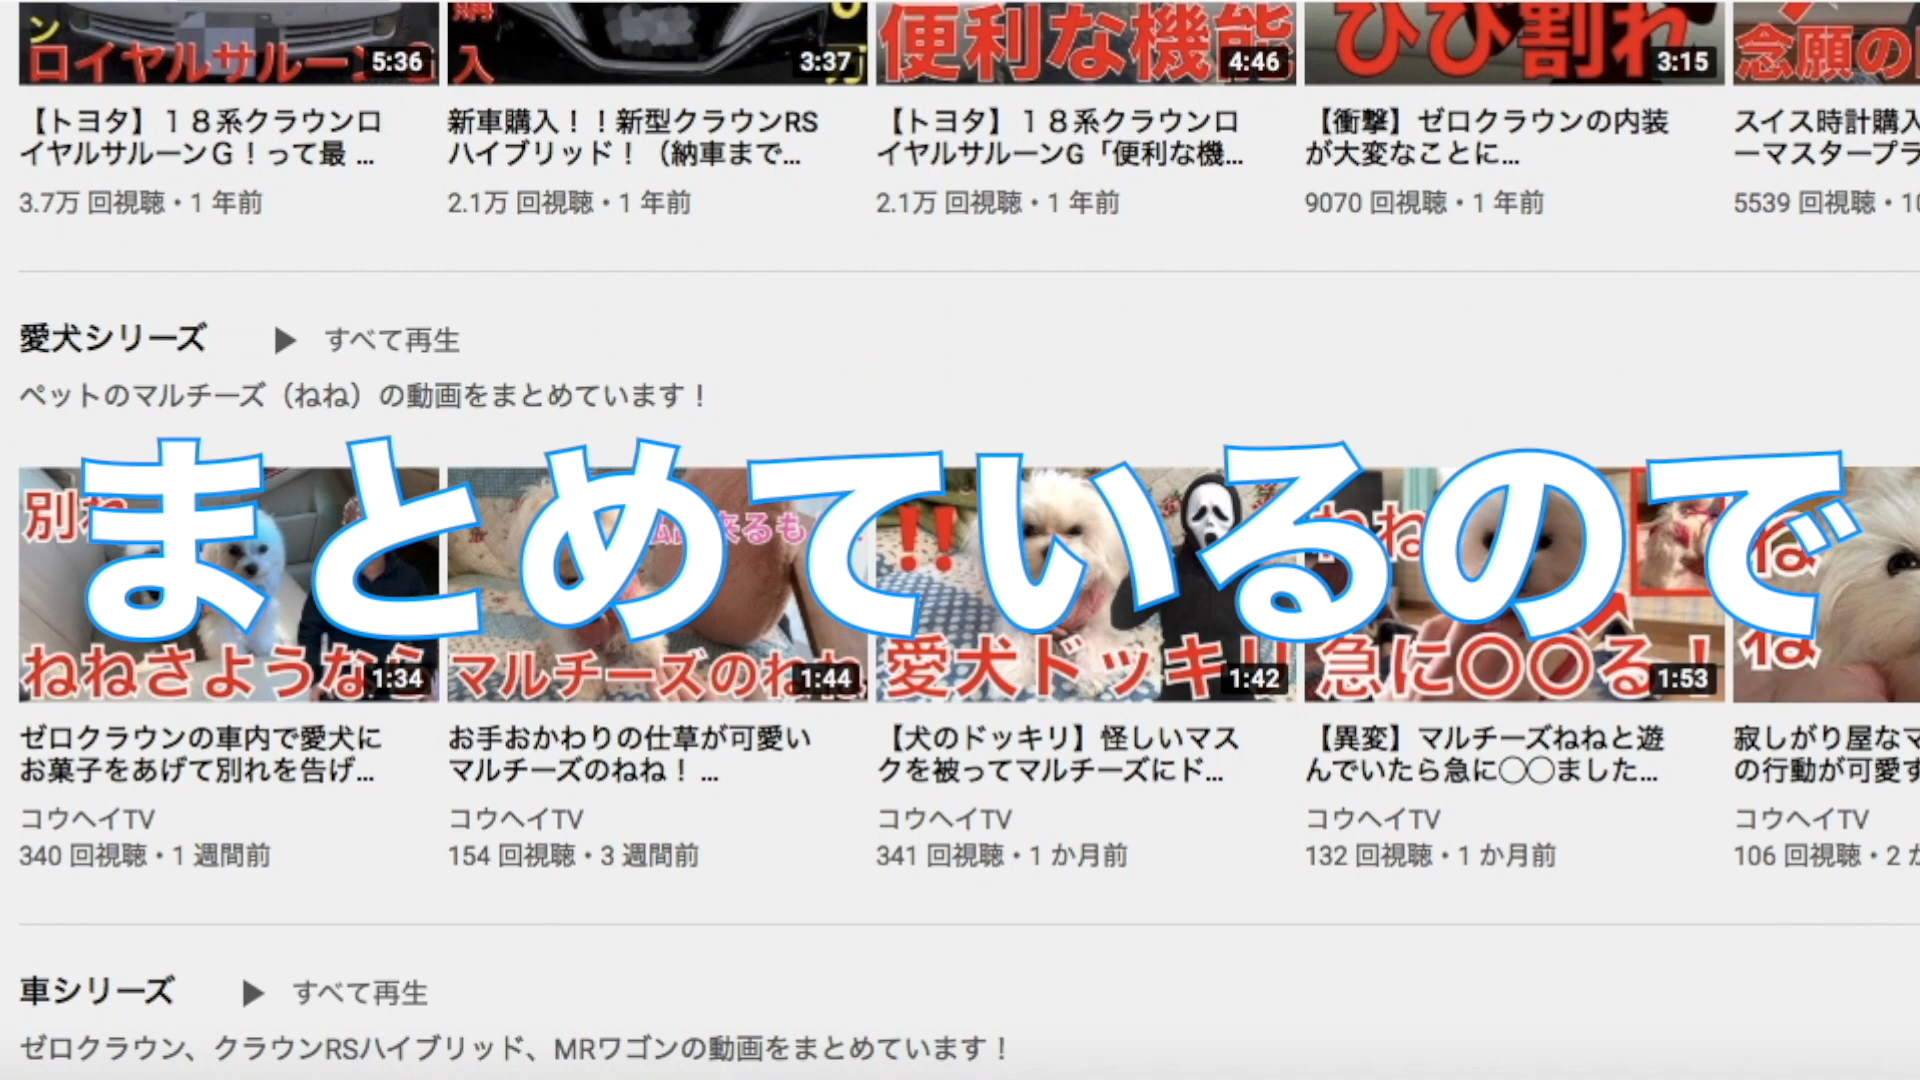 ン
ロイヤルサルーン
5:36
購
入
3:37
便利な機能
4:46
ひび割れ
3:15
念願の
【トヨタ】１８系クラウンロ
イヤルサルーンＧ！って最 ...
3.7万 回視聴・1 年前
新車購入！！新型クラウンRS
ハイブリッド！（納車まで...
2.1万 回視聴・1 年前
【トヨタ】１８系クラウンロ
イヤルサルーンG「便利な機...
2.1万 回視聴・1 年前
【衝撃】ゼロクラウンの内装
が大変なことに...
9070 回視聴・1 年前
スイス時計購入
ーマスタープラ
5539 回視聴・10
愛犬シリーズ
すべて再生
ペットのマルチーズ（ねね）の動画をまとめています！
まとめているので
別れ
ねねさようなら
1:34
来るも
マルチーズのねね
1:44
!!
愛犬ドッキリ
1:42
ねね
急に〇〇る！
1:53
ね
ね
ゼロクラウンの車内で愛犬に
お菓子をあげて別れを告げ...
コウヘイTV
340 回視聴・1 週間前
お手おかわりの仕草が可愛い
マルチーズのねね！ ...
コウヘイTV
154 回視聴・3 週間前
【犬のドッキリ】怪しいマス
クを被ってマルチーズにド...
コウヘイTV
341 回視聴・1 か月前
【異変】マルチーズねねと遊
んでいたら急に〇〇ました...
コウヘイTV
132 回視聴・1 か月前
寂しがり屋なマ
の行動が可愛す
コウヘイTV
106 回視聴・2 か
車シリーズ
すべて再生
ゼロクラウン、クラウンRSハイブリッド、MRワゴンの動画をまとめています！